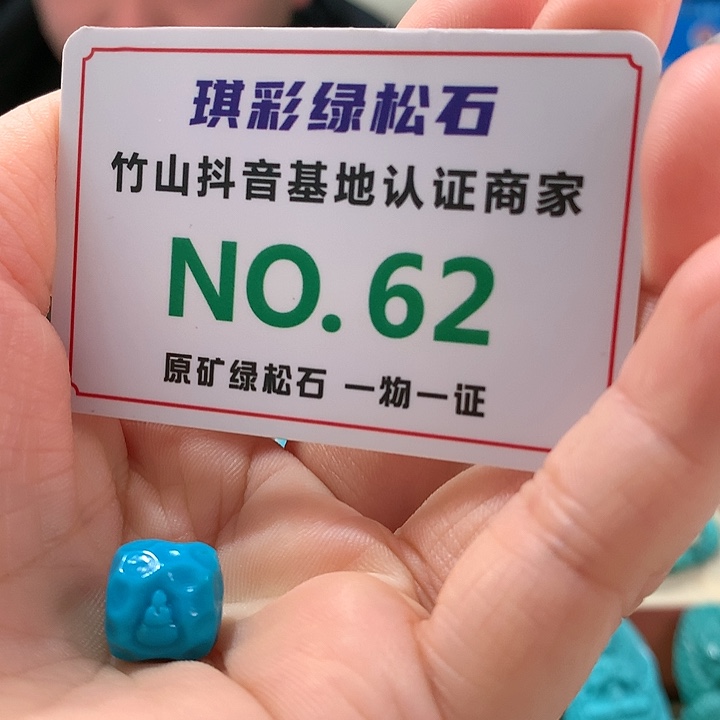 琪彩绿松石
竹山抖音基地认证商家
NO.62
原矿绿松石 一物一证